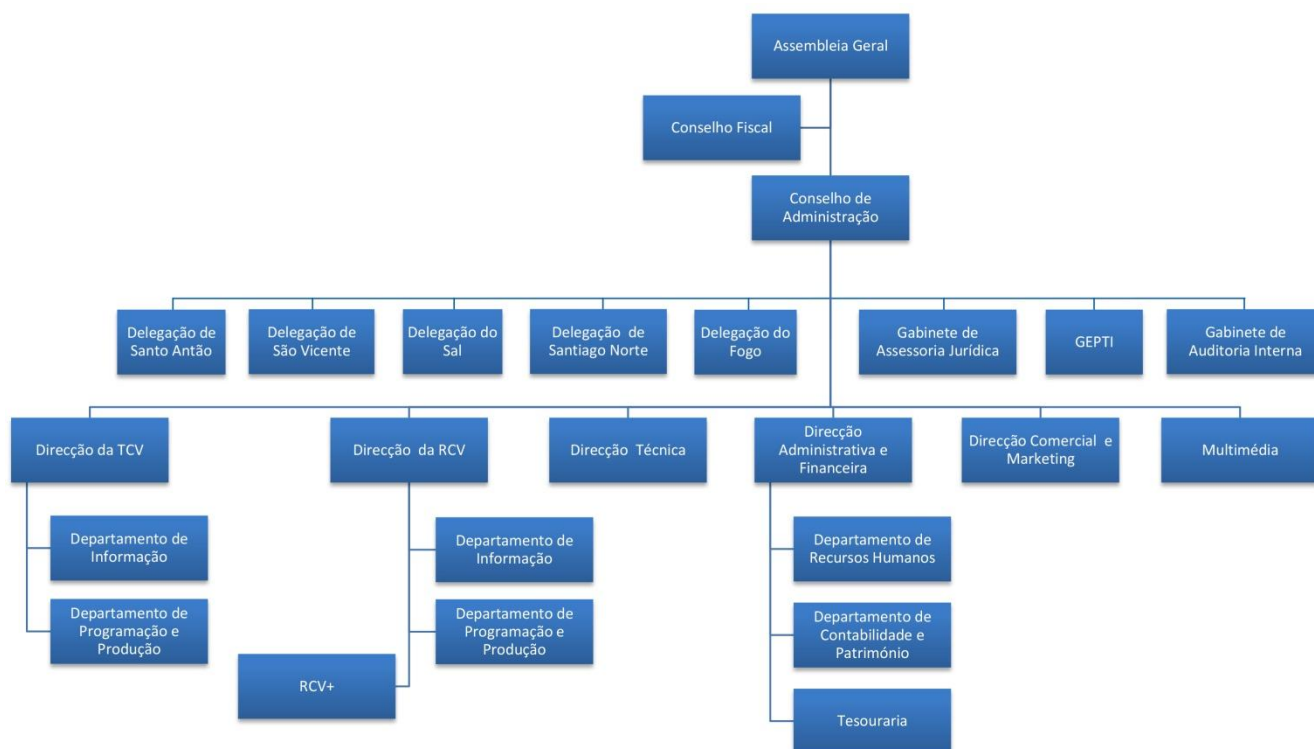 Assembleia Geral
Conselho Fiscal
Conselho de
Administração
Delegação de
Santo Antão
Delegação de
São Vicente
Delegação do
Sal
Delegação de
Santiago Norte
Delegação do
Fogo
Gabinete de
Assessoria Jurídica
GEPTI
Gabinete de
Auditoria Interna
Direcção da TCV
Direcção da RCV
Direcção Técnica
Direcção
Administrativa e
Financeira
Direcção Comercial e
Marketing
Multimédia
Departamento de
Informação
Departamento de
Programação e
Produção
Departamento de
Informação
Departamento de
Programação e
Produção
RCV+
Departamento de
Recursos Humanos
Departamento de
Contabilidade e
Património
Tesouraria